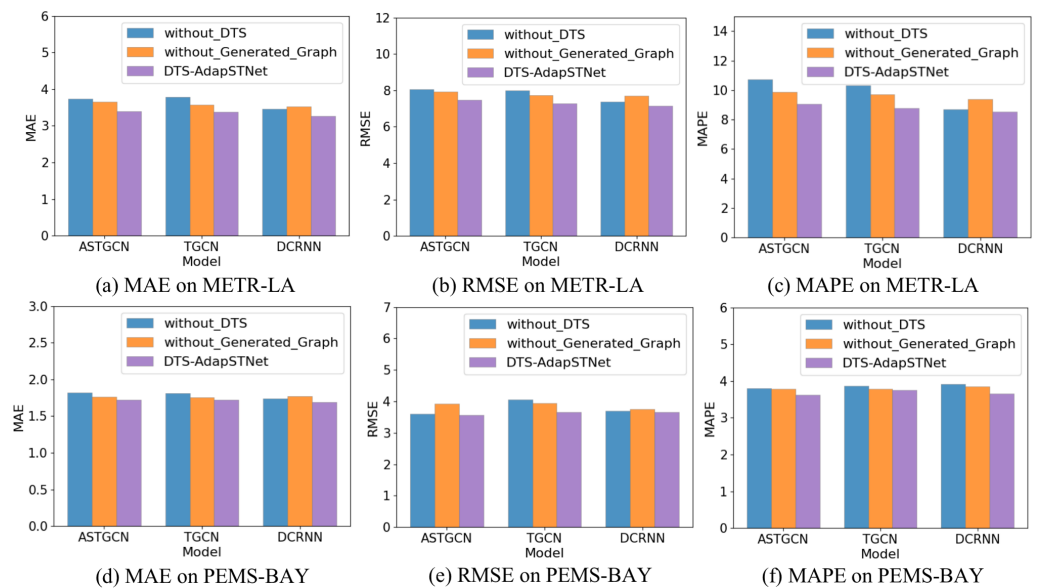 6
5
4
3
2
1
0
MAE
without_DTS
without_Generated_Graph
DTS-AdapSTNet
ASTGCN TGCN DCRNN
Model
(a) MAE on METR-LA
12
10
8
6
4
2
0
RMSE
without_DTS
without_Generated_Graph
DTS-AdapSTNet
ASTGCN TGCN DCRNN
Model
(b) RMSE on METR-LA
14
12
10
8
6
4
2
0
MAPE
without_DTS
without_Generated_Graph
DTS-AdapSTNet
ASTGCN TGCN DCRNN
Model
(c) MAPE on METR-LA
3.0
2.5
2.0
1.5
1.0
0.5
0.0
MAE
without_DTS
without_Generated_Graph
DTS-AdapSTNet
ASTGCN TGCN DCRNN
Model
(d) MAE on PEMS-BAY
7
6
5
4
3
2
1
0
RMSE
without_DTS
without_Generated_Graph
DTS-AdapSTNet
ASTGCN TGCN DCRNN
Model
(e) RMSE on PEMS-BAY
6
5
4
3
2
1
0
MAPE
without_DTS
without_Generated_Graph
DTS-AdapSTNet
ASTGCN TGCN DCRNN
Model
(f) MAPE on PEMS-BAY